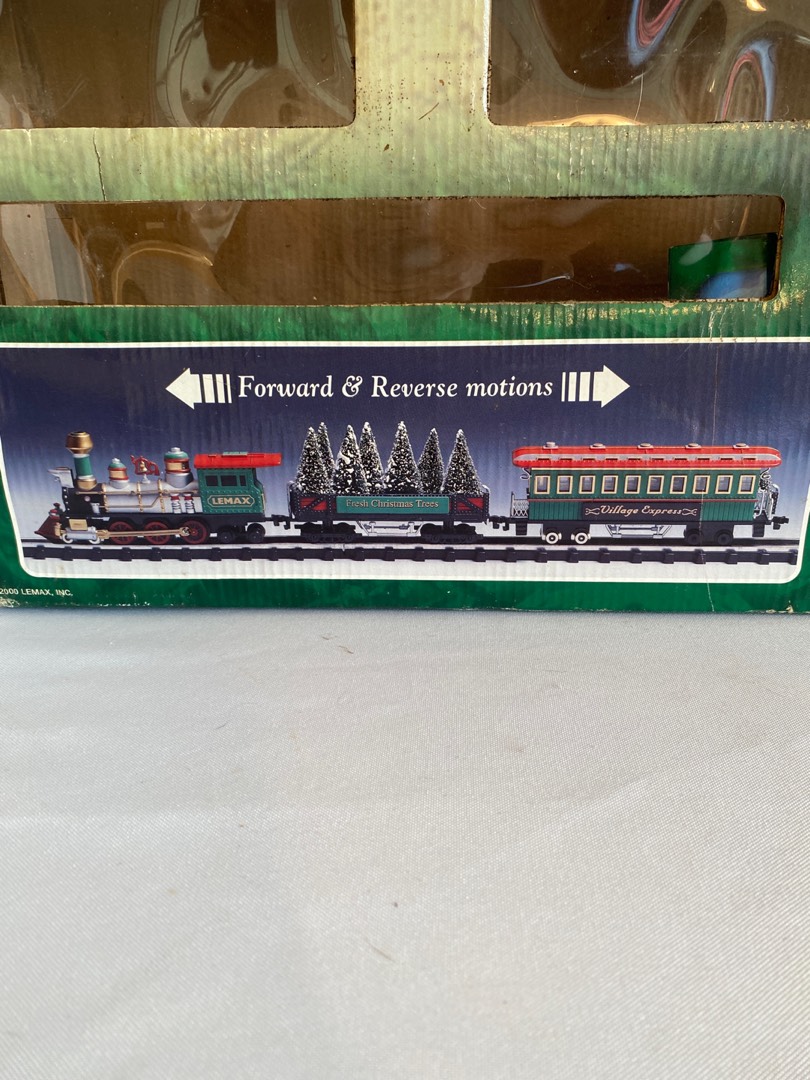 Forward & Reverse motions
LEMAX
Fresh Christmas Trees
Village Express
2000 LEMAX, INC.